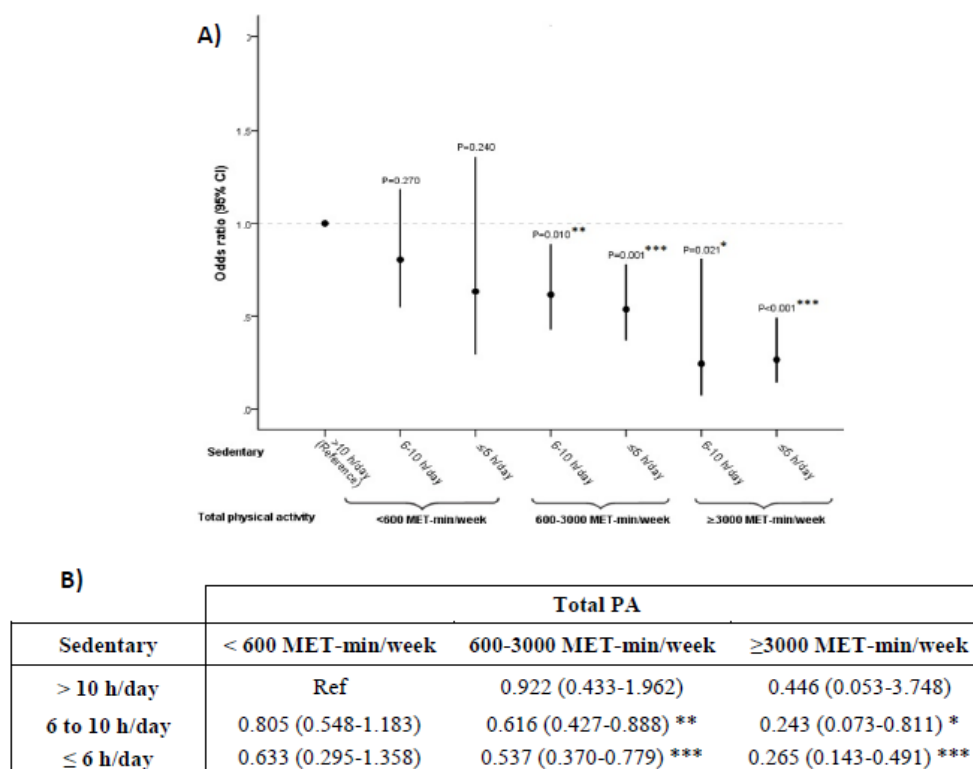 A)
1.5
P=0.240
P=0.270
1.0
P=0.010 **
P=0.001 ***
P=0.021 *
P<0.001 ***
.5
.0
Odds ratio (95% CI)
Sedentary
>10 h/day (Reference)
6-10 h/day
≤6 h/day
6-10 h/day
≤6 h/day
6-10 h/day
≤6 h/day
Total physical activity <600 MET-min/week 600-3000 MET-min/week ≥3000 MET-min/week
B)
Total PA
Sedentary < 600 MET-min/week 600-3000 MET-min/week ≥3000 MET-min/week
> 10 h/day Ref 0.922 (0.433-1.962) 0.446 (0.053-3.748)
6 to 10 h/day 0.805 (0.548-1.183) 0.616 (0.427-0.888) ** 0.243 (0.073-0.811) *
≤ 6 h/day 0.633 (0.295-1.358) 0.537 (0.370-0.779) *** 0.265 (0.143-0.491) ***